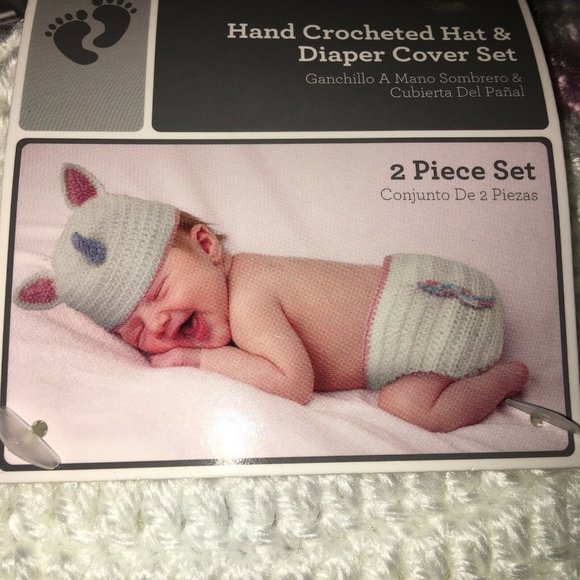 Hand Crocheted Hat &
Diaper Cover Set
Ganchillo A Mano Sombrero &
Cubierta Del Pañal
2 Piece Set
Conjunto De 2 Piezas